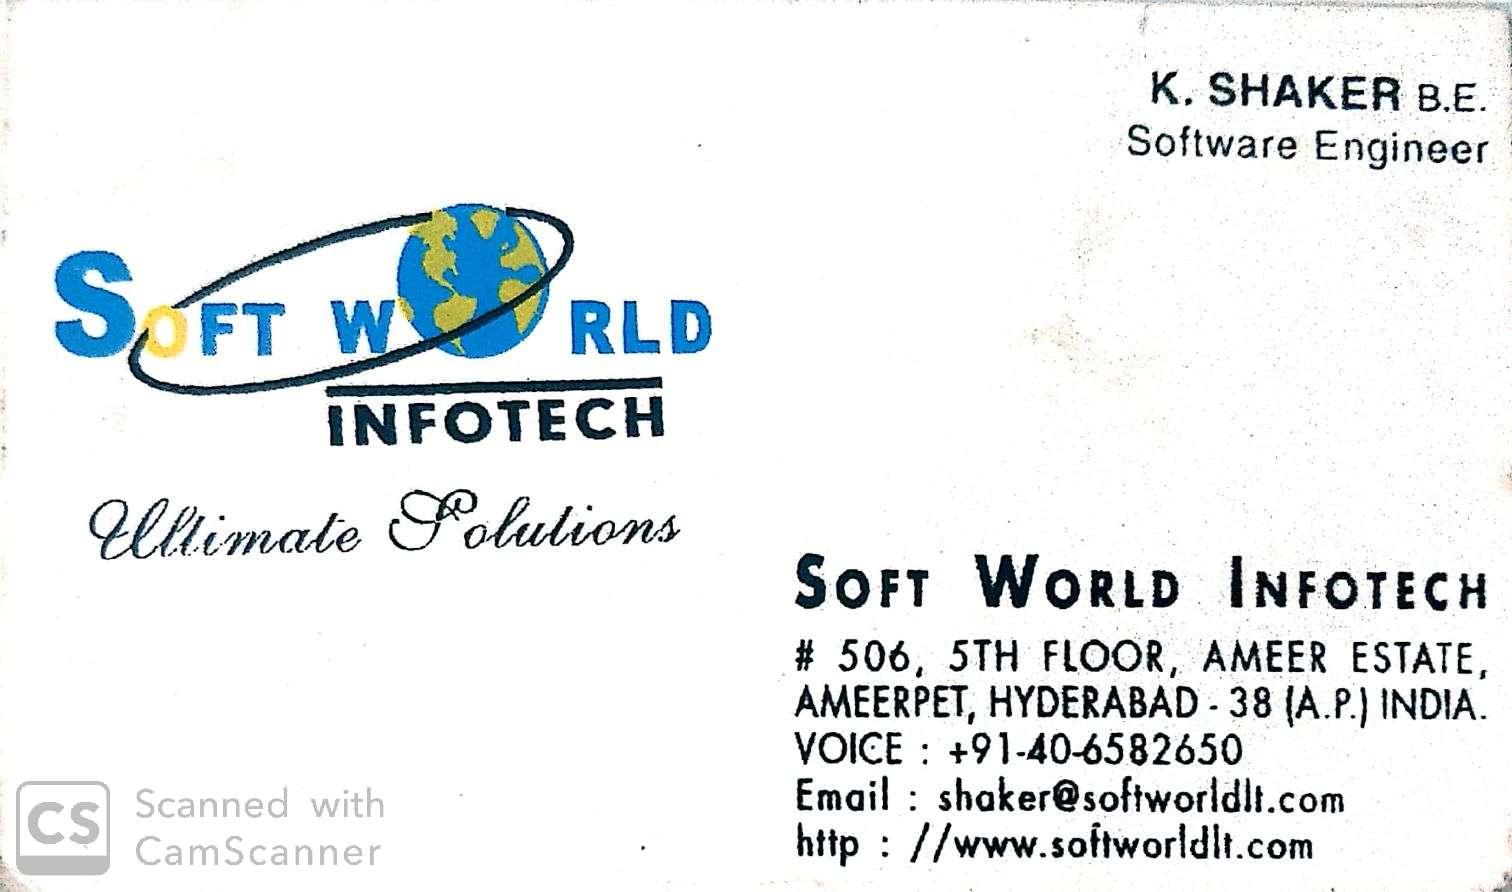 K. SHAKER B.E.
Software Engineer
SOFT WORLD
INFOTECH
Ultimate Solutions
SOFT WORLD INFOTECH
# 506, 5TH FLOOR, AMEER ESTATE,
AMEERPET, HYDERABAD - 38 (A.P.) INDIA.
VOICE : +91-40-6582650
Email : shaker@softworldlt.com
http : //www.softworldlt.com
CS
Scanned with
CamScanner